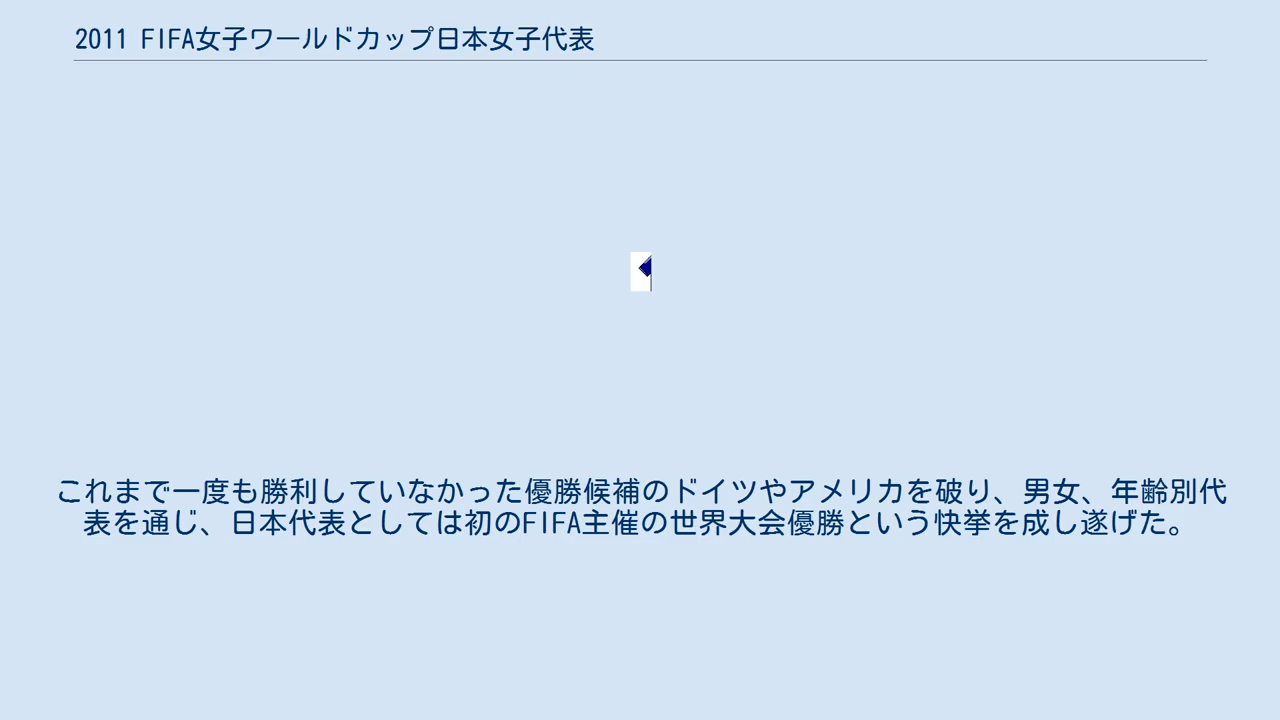 2011 FIFA女子ワールドカップ日本女子代表
これまで一度も勝利していなかった優勝候補のドイツやアメリカを破り、男女、年齢別代
表を通じ、日本代表としては初のFIFA主催の世界大会優勝という快挙を成し遂げた。